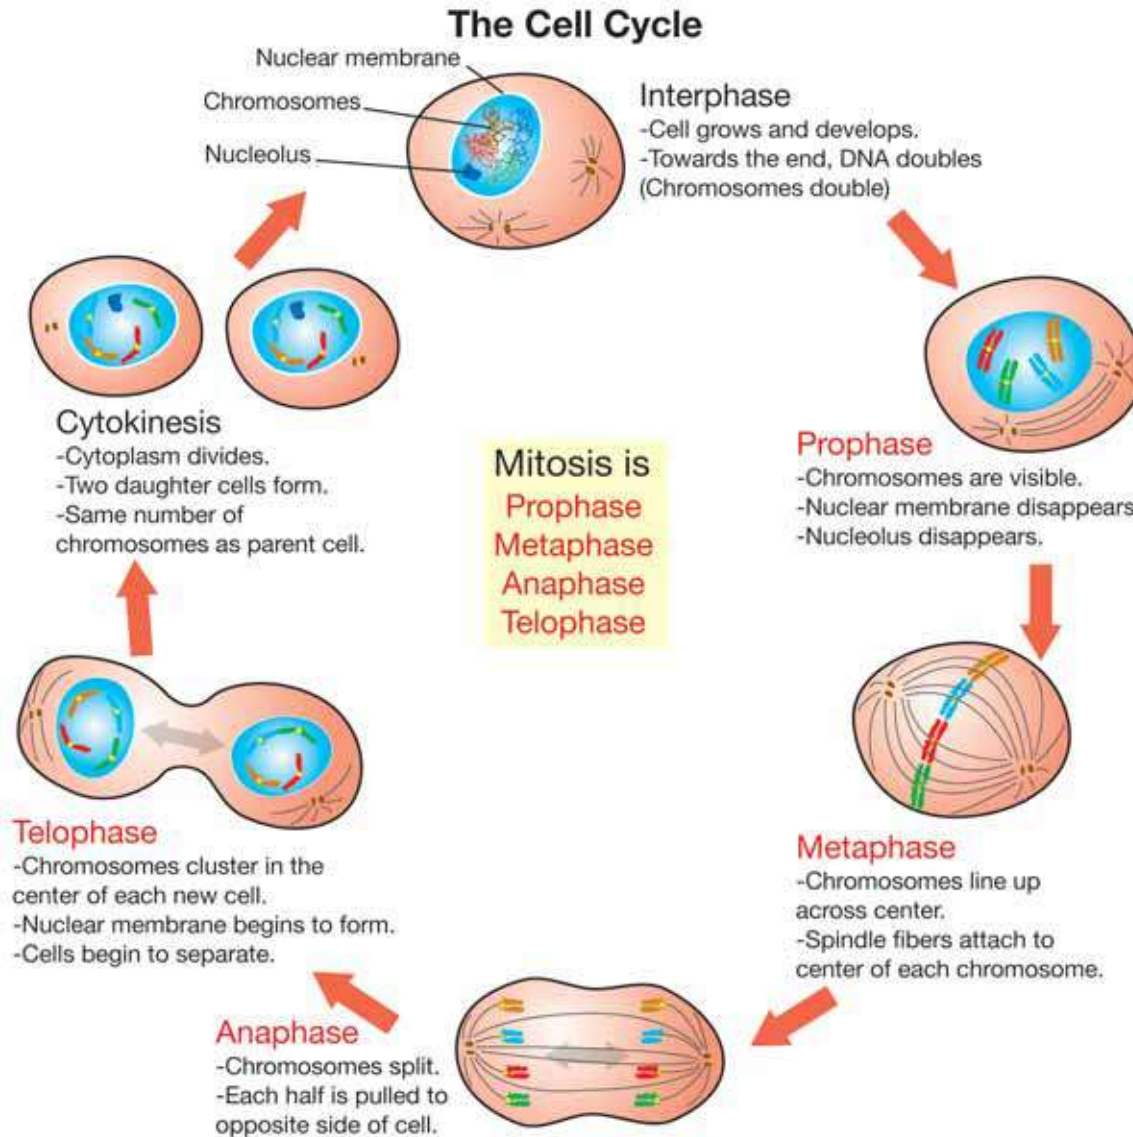 The Cell Cycle
Nuclear membrane
Chromosomes
Nucleolus
Interphase
-Cell grows and develops.
-Towards the end, DNA doubles
(Chromosomes double)
Prophase
-Chromosomes are visible.
-Nuclear membrane disappears
-Nucleolus disappears.
Metaphase
-Chromosomes line up
across center.
-Spindle fibers attach to
center of each chromosome.
Anaphase
-Chromosomes split.
-Each half is pulled to
opposite side of cell.
Telophase
-Chromosomes cluster in the
center of each new cell.
-Nuclear membrane begins to form.
-Cells begin to separate.
Cytokinesis
-Cytoplasm divides.
-Two daughter cells form.
-Same number of
chromosomes as parent cell.
Mitosis is
Prophase
Metaphase
Anaphase
Telophase